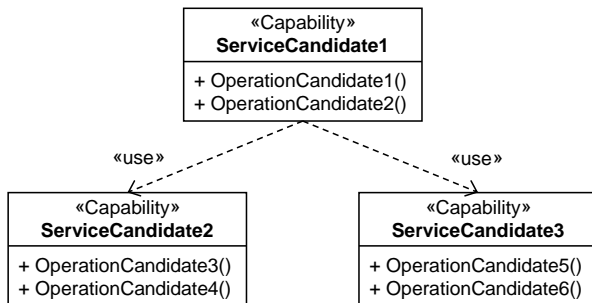 «Capability»
ServiceCandidate1
+ OperationCandidate1()
+ OperationCandidate2()
«use»
«use»
«Capability»
ServiceCandidate2
+ OperationCandidate3()
+ OperationCandidate4()
«Capability»
ServiceCandidate3
+ OperationCandidate5()
+ OperationCandidate6()